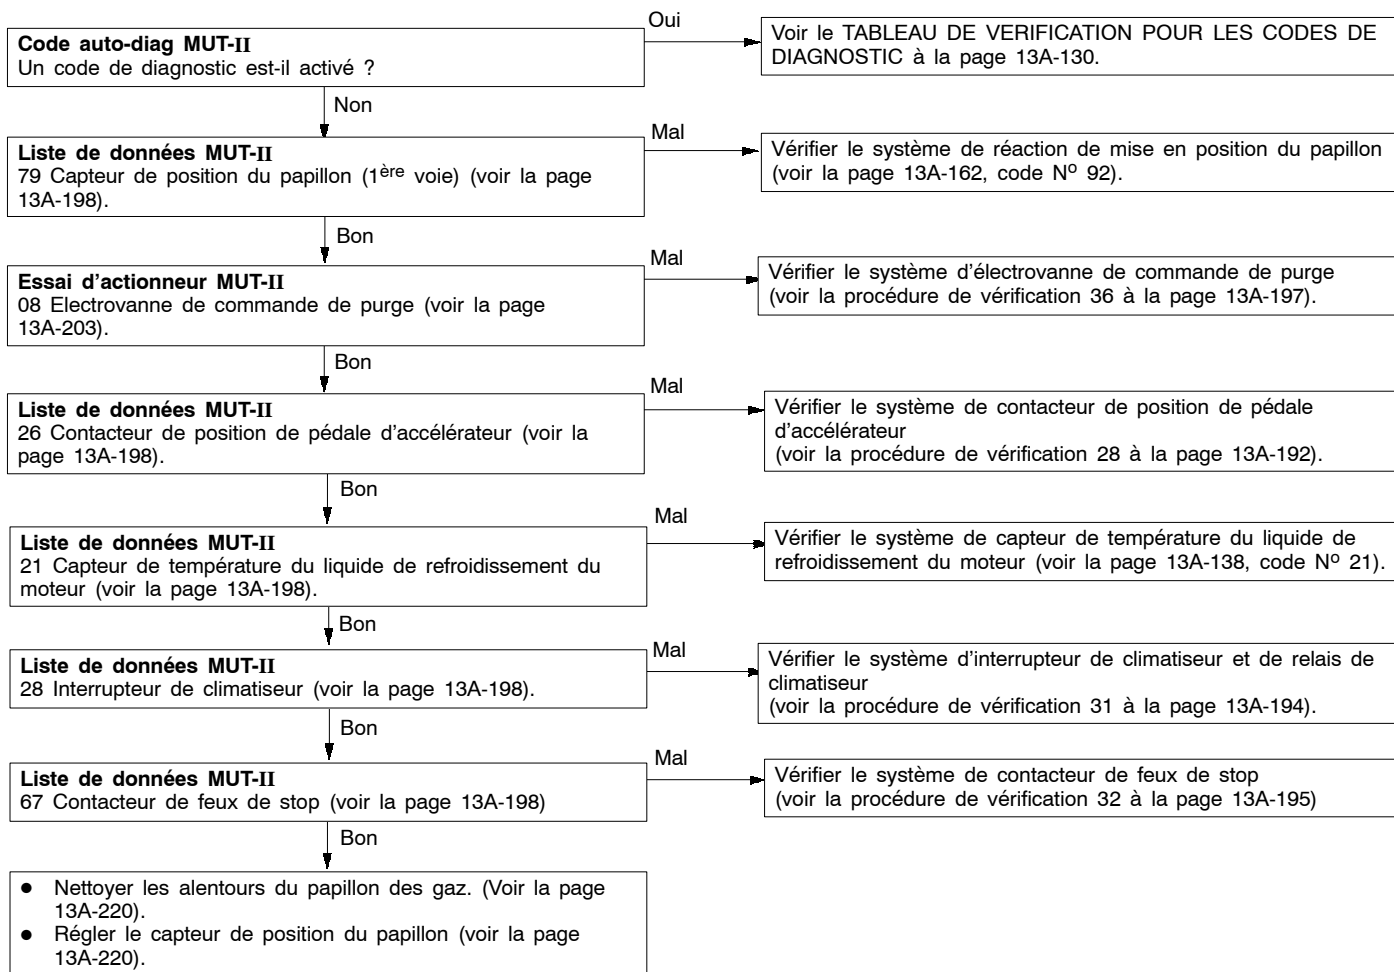 Code auto-diag MUT-II
Un code de diagnostic est-il activé ?
Oui
Voir le TABLEAU DE VERIFICATION POUR LES CODES DE
DIAGNOSTIC à la page 13A-130.
Non
Liste de données MUT-II
79 Capteur de position du papillon (1ère voie) (voir la page
13A-198).
Mal
Vérifier le système de réaction de mise en position du papillon
(voir la page 13A-162, code Nº 92).
Bon
Essai d'actionneur MUT-II
08 Electrovanne de commande de purge (voir la page
13A-203).
Mal
Vérifier le système d'électrovanne de commande de purge
(voir la procédure de vérification 36 à la page 13A-197).
Bon
Liste de données MUT-II
26 Contacteur de position de pédale d'accélérateur (voir la
page 13A-198).
Mal
Vérifier le système de contacteur de position de pédale
d'accélérateur
(voir la procédure de vérification 28 à la page 13A-192).
Bon
Liste de données MUT-II
21 Capteur de température du liquide de refroidissement du
moteur (voir la page 13A-198).
Mal
Vérifier le système de capteur de température du liquide de
refroidissement du moteur (voir la page 13A-138, code Nº 21).
Bon
Liste de données MUT-II
28 Interrupteur de climatiseur (voir la page 13A-198).
Mal
Vérifier le système d'interrupteur de climatiseur et de relais de
climatiseur
(voir la procédure de vérification 31 à la page 13A-194).
Bon
Liste de données MUT-II
67 Contacteur de feux de stop (voir la page 13A-198)
Mal
Vérifier le système de contacteur de feux de stop
(voir la procédure de vérification 32 à la page 13A-195)
Bon
● Nettoyer les alentours du papillon des gaz. (Voir la page
13A-220).
● Régler le capteur de position du papillon (voir la page
13A-220).